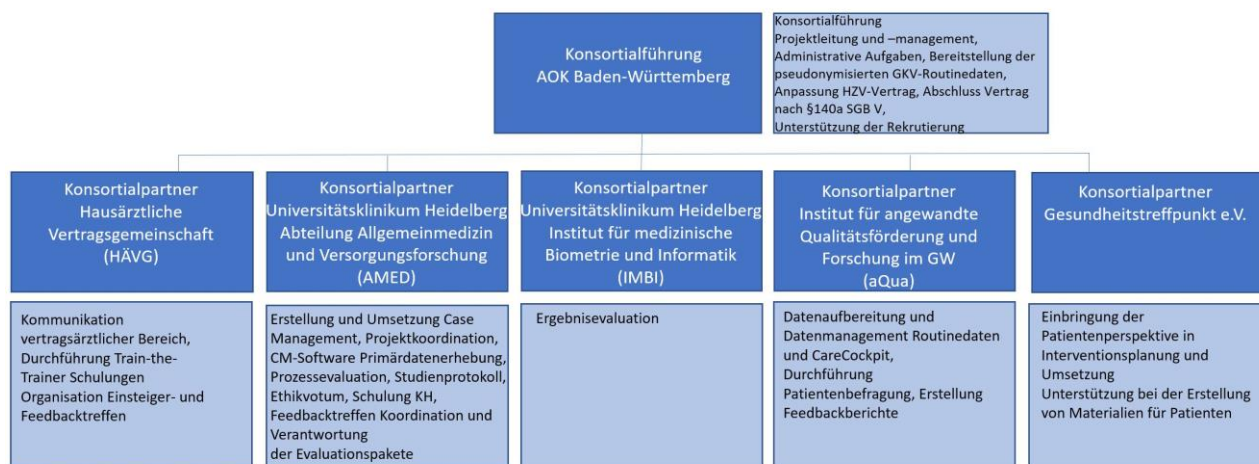 Konsortialführung
AOK Baden-Württemberg
Konsortialführung
Projektleitung und –management,
Administrative Aufgaben, Bereitstellung der
pseudonymisierten GKV-Routinedaten,
Anpassung HZV-Vertrag, Abschluss Vertrag
nach §140a SGB V,
Unterstützung der Rekrutierung
Konsortialpartner
Hausärztliche
Vertragsgemeinschaft
(HÄVG)
Konsortialpartner
Universitätsklinikum Heidelberg
Abteilung Allgemeinmedizin
und Versorgungsforschung
(AMED)
Konsortialpartner
Universitätsklinikum Heidelberg
Institut für medizinische
Biometrie und Informatik
(IMBI)
Konsortialpartner
Institut für angewandte
Qualitätsförderung und
Forschung im GW
(aQua)
Konsortialpartner
Gesundheitstreffpunkt e.V.
Kommunikation
vertragsärztlicher Bereich,
Durchführung Train-the-
Trainer Schulungen
Organisation Einsteiger- und
Feedbacktreffen
Erstellung und Umsetzung Case
Management, Projektkoordination,
CM-Software Primärdatenerhebung,
Prozessevaluation, Studienprotokoll,
Ethikvotum, Schulung KH,
Feedbacktreffen Koordination und
Verantwortung
der Evaluationspakete
Ergebnisevaluation
Datenaufbereitung und
Datenmanagement Routinedaten
und CareCockpit,
Durchführung
Patientenbefragung, Erstellung
Feedbackberichte
Einbringung der
Patientenperspektive in
Interventionsplanung und
Umsetzung
Unterstützung bei der Erstellung
von Materialien für Patienten